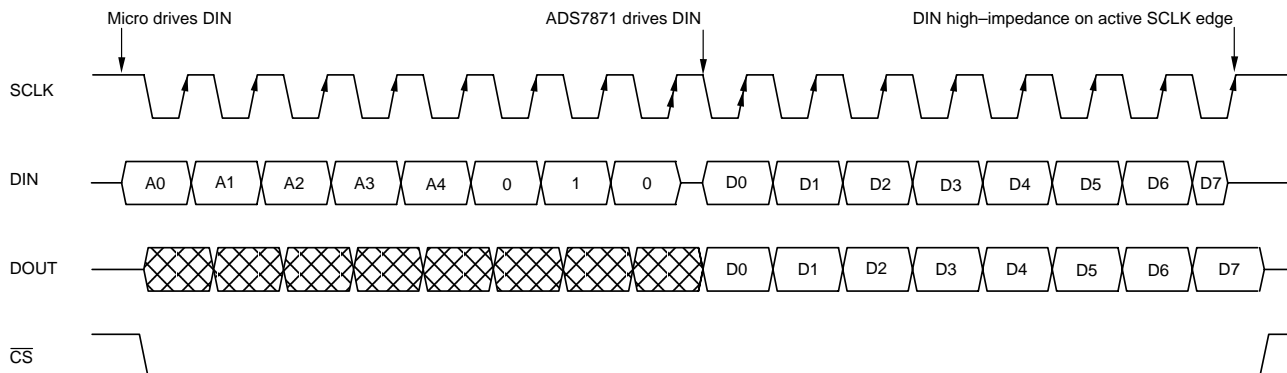 Micro drives DIN ADS7871 drives DIN DIN high–impedance on active SCLK edge
SCLK
DIN A0 A1 A2 A3 A4 0 1 0 D0 D1 D2 D3 D4 D5 D6 D7
DOUT D0 D1 D2 D3 D4 D5 D6 D7
CS